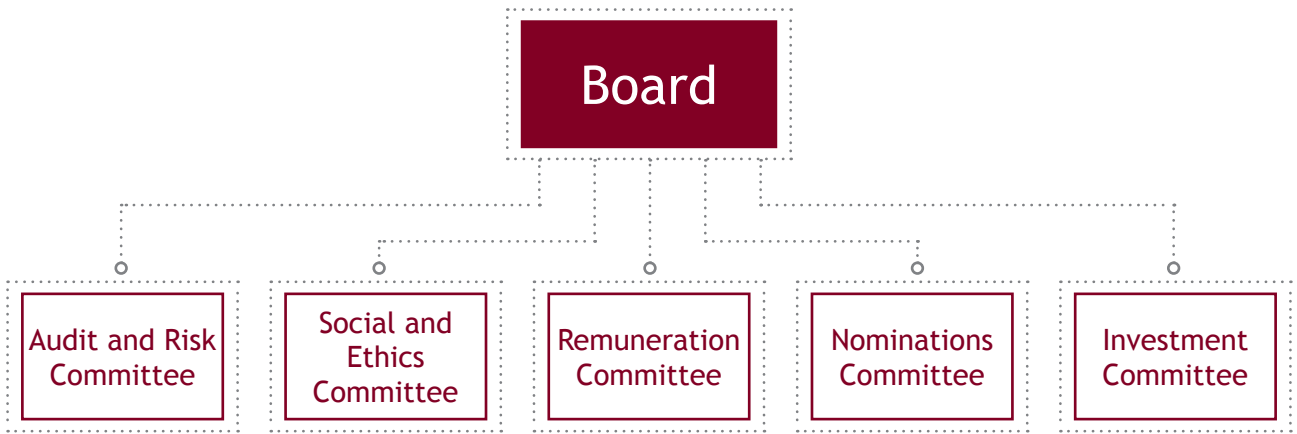 Board
Audit and Risk
Committee
Social and
Ethics
Committee
Remuneration
Committee
Nominations
Committee
Investment
Committee